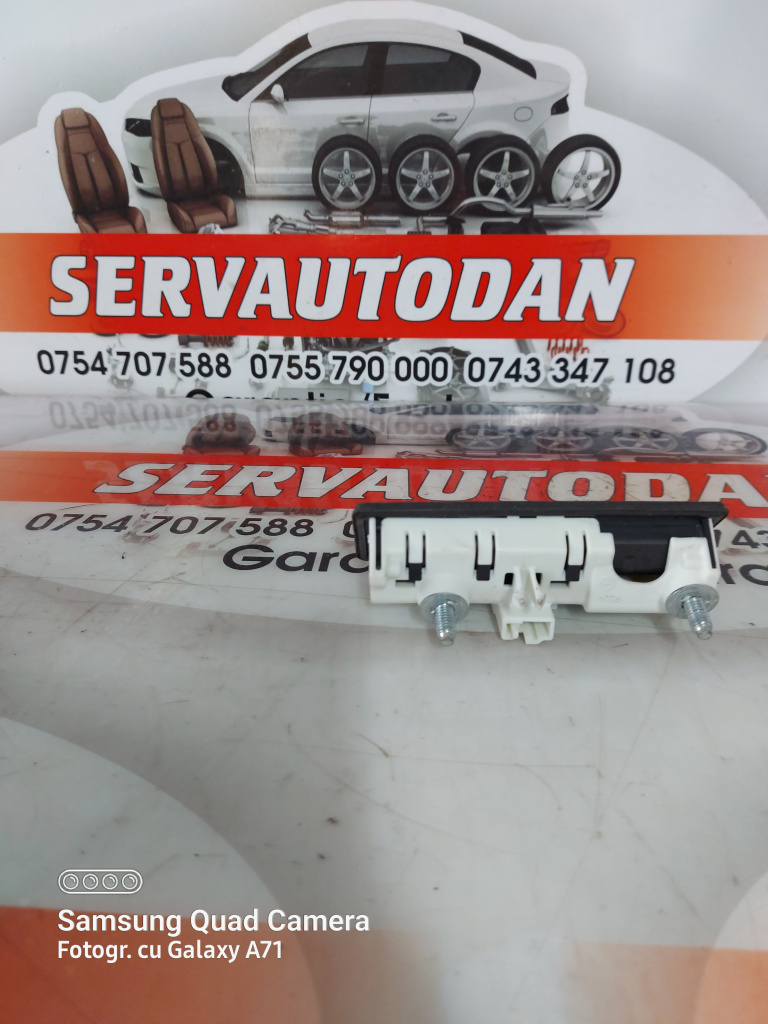 SERVAUTODAN
0754 707 588 0755 790 000 0743 347 108
SERVAUTODA
0754 707 588
Samsung Quad Camera
Fotogr. cu Galaxy A71